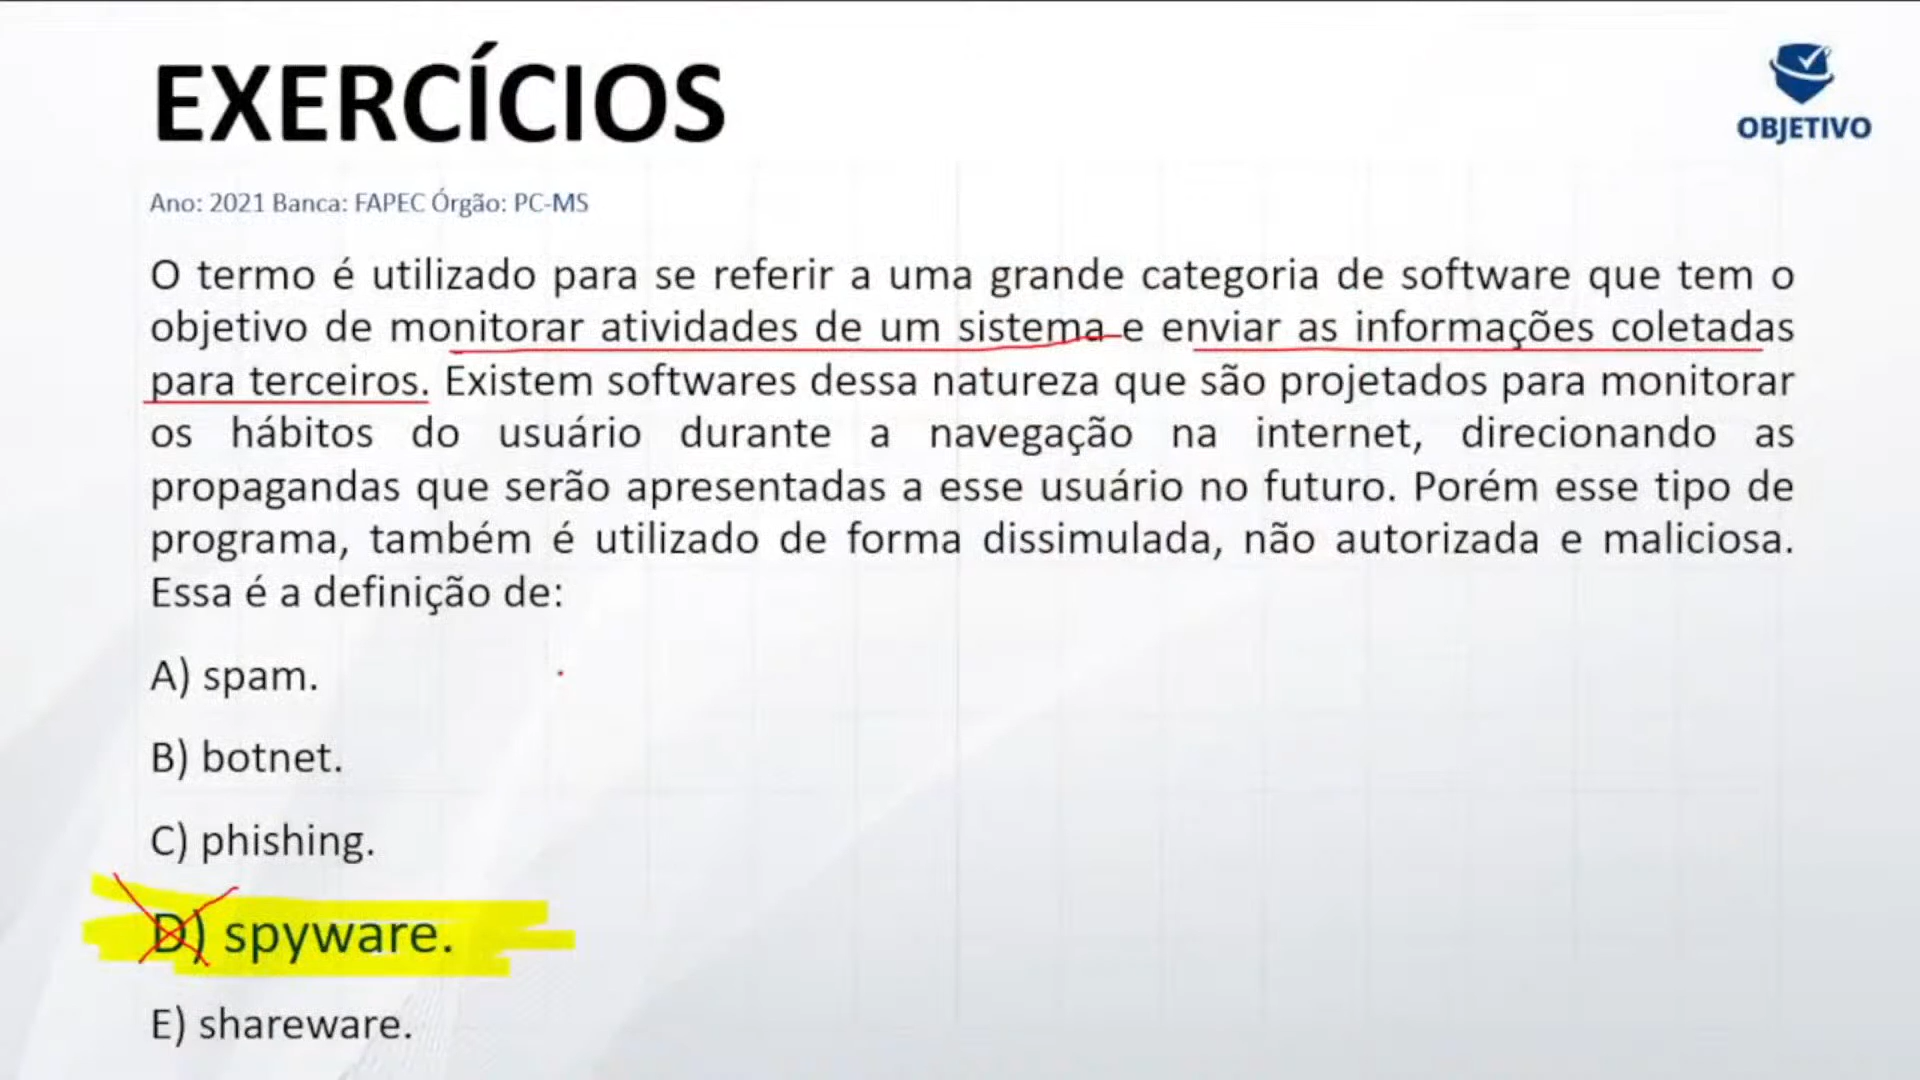 EXERCÍCIOS
OBJETIVO
Ano: 2021 Banca: FAPEC Órgão: PC-MS
O termo é utilizado para se referir a uma grande categoria de software que tem o
objetivo de monitorar atividades de um sistema e enviar as informações coletadas
para terceiros. Existem softwares dessa natureza que são projetados para monitorar
os hábitos do usuário durante a navegação na internet, direcionando as
propagandas que serão apresentadas a esse usuário no futuro. Porém esse tipo de
programa, também é utilizado de forma dissimulada, não autorizada e maliciosa.
Essa é a definição de:
A) spam.
B) botnet.
C) phishing.
D) spyware.
E) shareware.